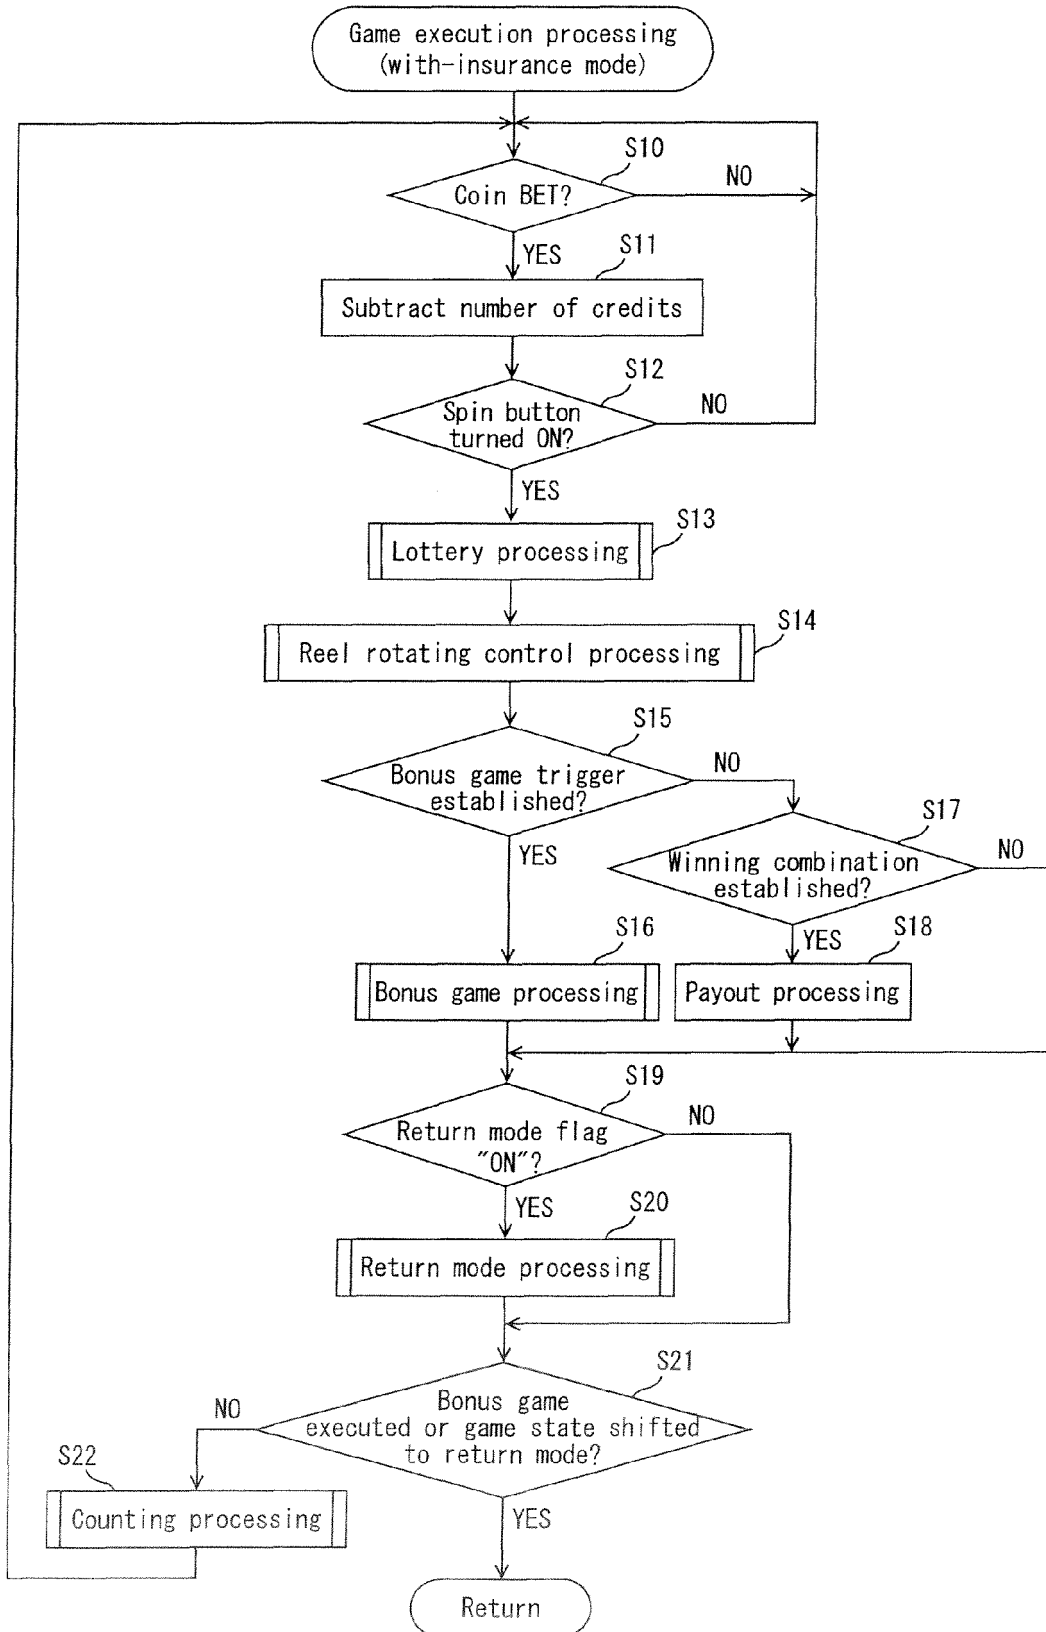 Game execution processing
(with-insurance mode)
S10
Coin BET?
NO
YES
S11
Subtract number of credits
S12
Spin button
turned ON?
NO
YES
S13
Lottery processing
S14
Reel rotating control processing
S15
Bonus game trigger
established?
NO
YES
S17
Winning combination
established?
NO
YES
S16
Bonus game processing
S18
Payout processing
S19
Return mode flag
"ON"?
NO
YES
S20
Return mode processing
S21
Bonus game
executed or game state shifted
to return mode?
NO
YES
S22
Counting processing
Return